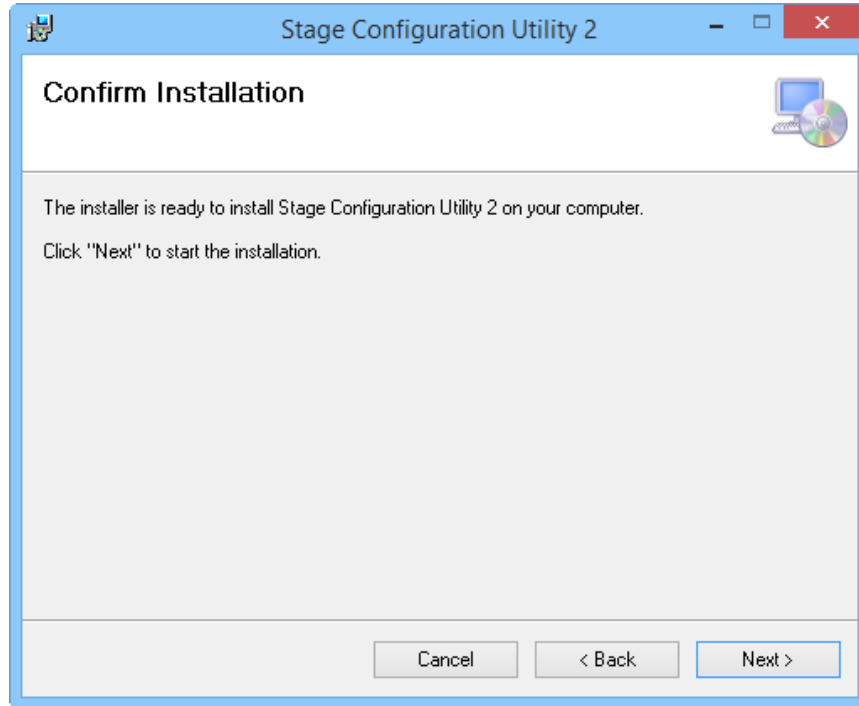 Stage Configuration Utility 2
Confirm Installation
The installer is ready to install Stage Configuration Utility 2 on your computer.
Click "Next" to start the installation.
Cancel
< Back
Next >